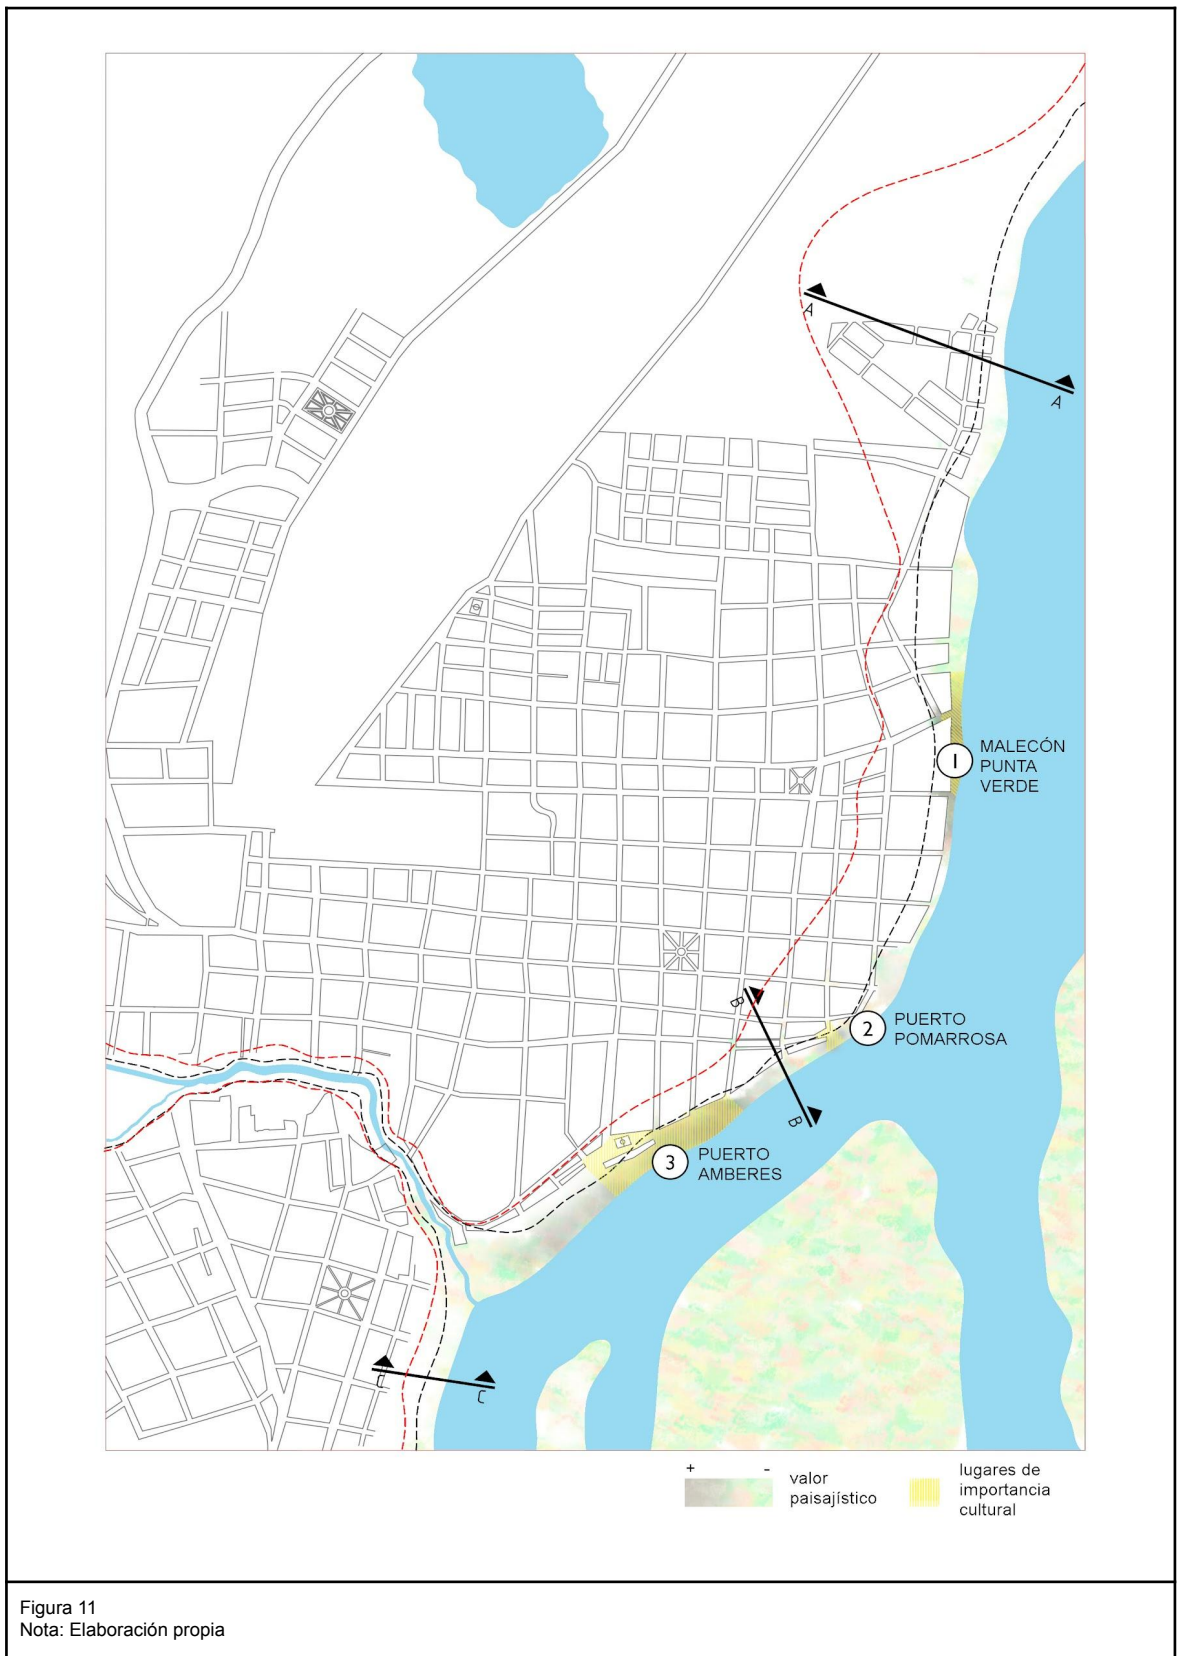 A
A
1
MALECÓN
PUNTA
VERDE
B
2
PUERTO
POMARROSA
B
3
PUERTO
AMBERES
C
C
+ -
valor
paisajístico
lugares de
importancia
cultural
Figura 11
Nota: Elaboración propia